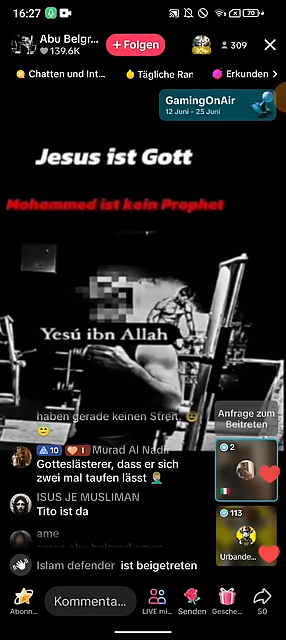 16:27
70
Abu Belgr...
139.6K
+ Folgen
309
Chatten und Int...
Tägliche Ran
Erkunden
GamingOnAir
12 Juni - 25 Juni
Jesus ist Gott
Mohammed ist kein Prophet
Yesú ibn Allah
haben gerade keinen Streit. 😅
😇
Anfrage zum
Beitreten
10
1
Murad Al Nadir
Gotteslästerer, dass er sich
zwei mal taufen lässt 🤦🏼‍♂️
2
ISUS JE MUSLIMAN
Tito ist da
113
Urbande...
ame
Islam defender ist beigetreten
Abonn...
Kommenta...
LIVE mi...
Senden
Gesche...
50